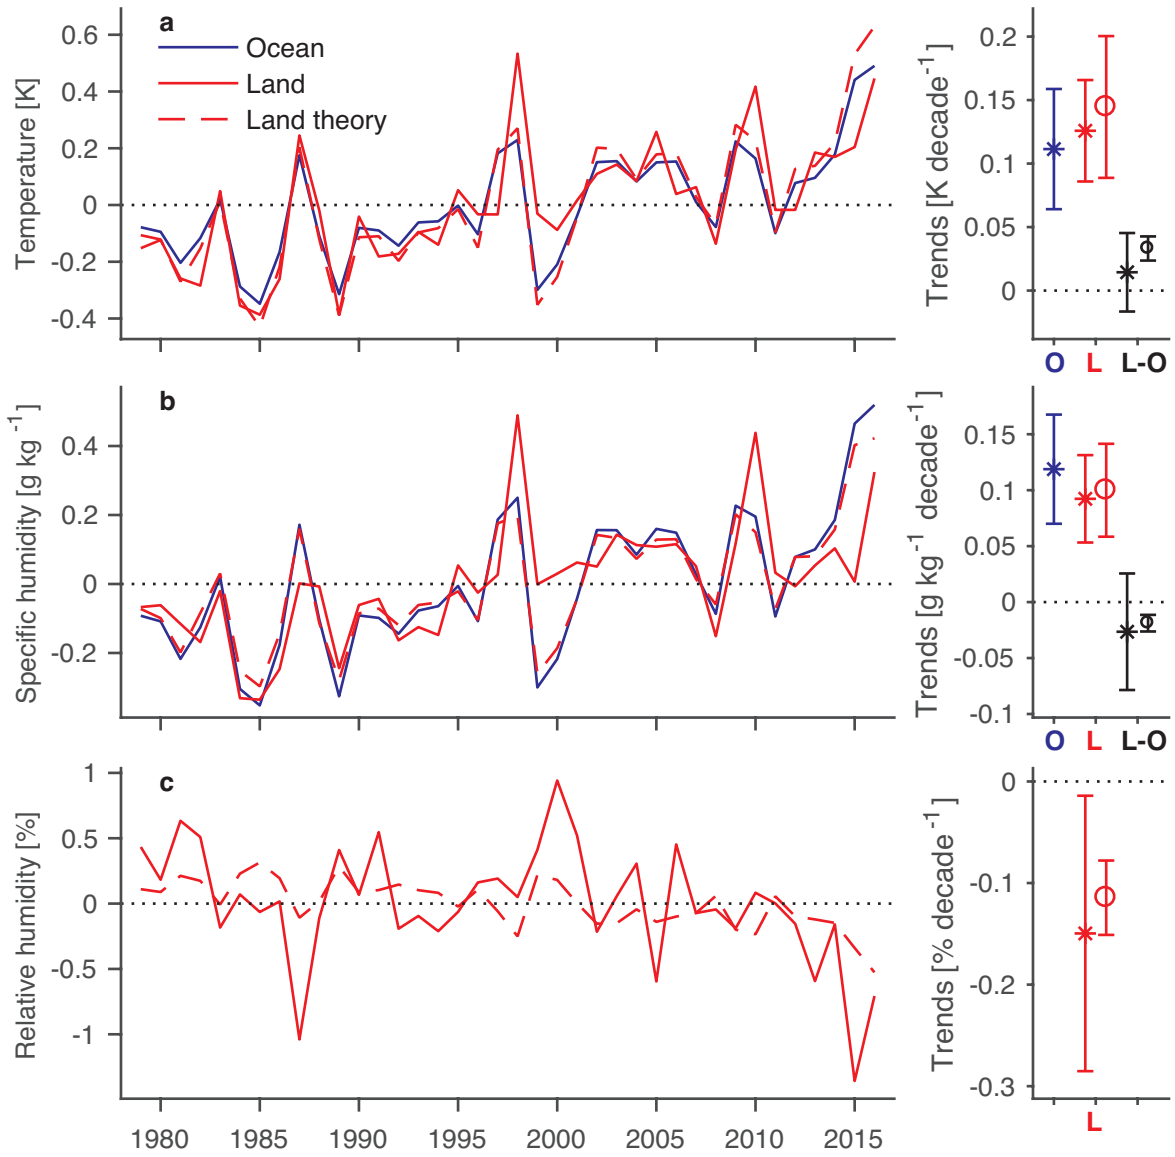 a
Ocean
Land
Land theory
Temperature [K]
0.6
0.4
0.2
0
-0.2
-0.4
Trends [K decade⁻¹]
0.2
0.15
0.1
0.05
0
O L L-O
b
Specific humidity [g kg⁻¹]
0.4
0.2
0
-0.2
Trends [g kg⁻¹ decade⁻¹]
0.15
0.1
0.05
0
-0.05
-0.1
O L L-O
c
Relative humidity [%]
1
0.5
0
-0.5
-1
1980 1985 1990 1995 2000 2005 2010 2015
Trends [% decade⁻¹]
0
-0.1
-0.2
-0.3
L